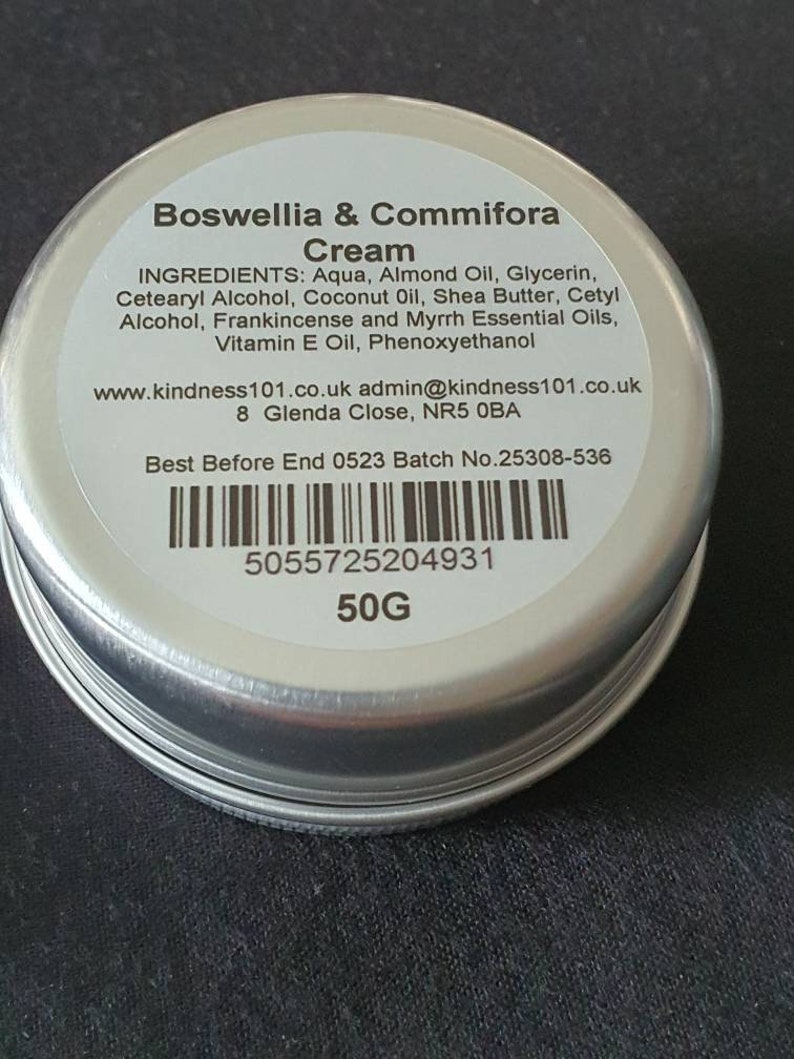 Boswellia & Commifora
Cream
INGREDIENTS: Aqua, Almond Oil, Glycerin,
Cetearyl Alcohol, Coconut 0il, Shea Butter, Cetyl
Alcohol, Frankincense and Myrrh Essential Oils,
Vitamin E Oil, Phenoxyethanol
www.kindness101.co.uk admin@kindness101.co.uk
8 Glenda Close, NR5 0BA
Best Before End 0523 Batch No.25308-536
5055725204931
50G